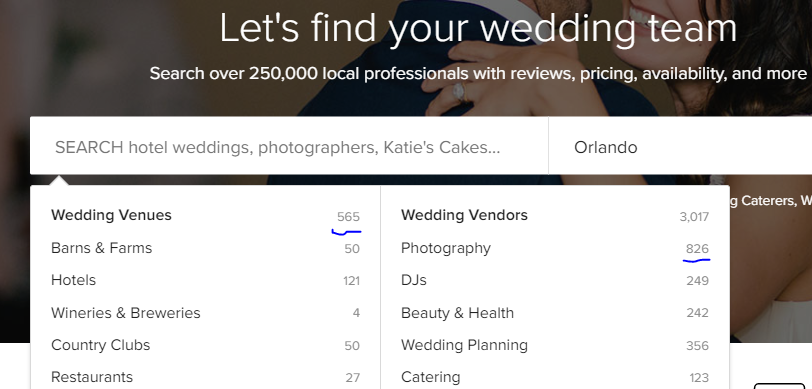 Let's find your wedding team
Search over 250,000 local professionals with reviews, pricing, availability, and more
SEARCH hotel weddings, photographers, Katie's Cakes...
Orlando
g Caterers, W
Wedding Venues 565
Barns & Farms 50
Hotels 121
Wineries & Breweries 4
Country Clubs 50
Restaurants 27
Wedding Vendors 3,017
Photography 826
DJs 249
Beauty & Health 242
Wedding Planning 356
Catering 123